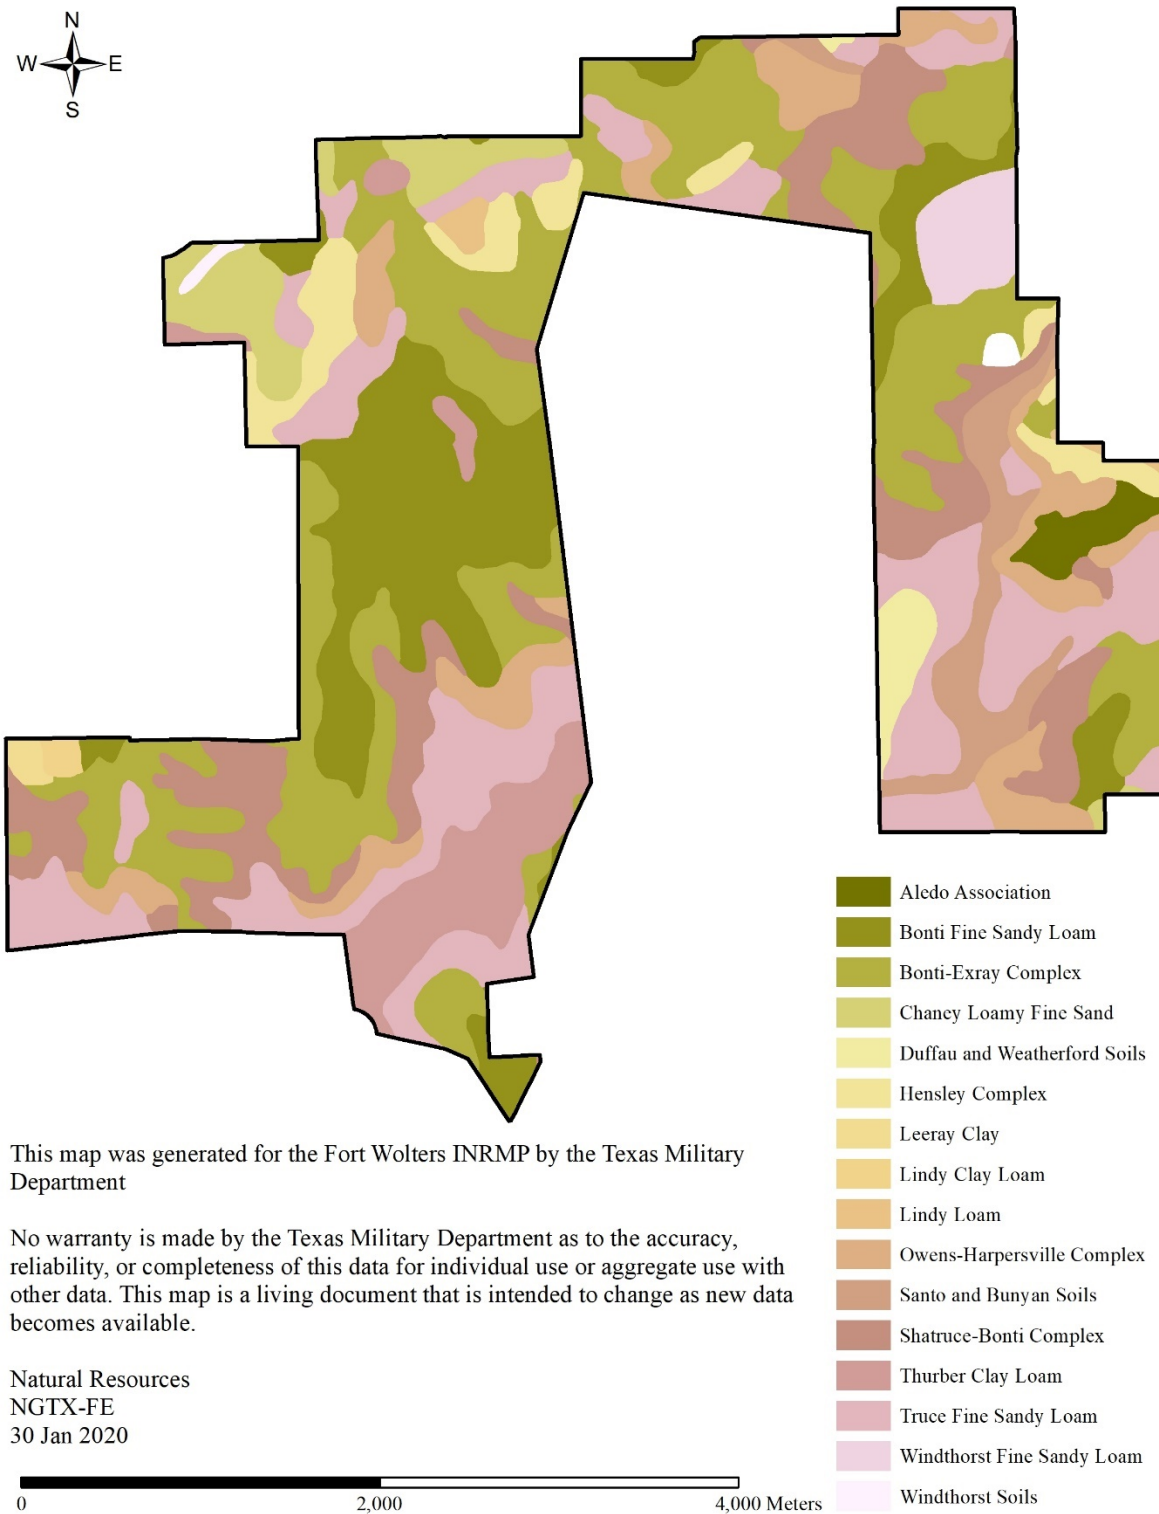 N
W E
S
Aledo Association
Bonti Fine Sandy Loam
Bonti-Exray Complex
Chaney Loamy Fine Sand
Duffau and Weatherford Soils
Hensley Complex
Leeray Clay
Lindy Clay Loam
Lindy Loam
Owens-Harpersville Complex
Santo and Bunyan Soils
Shatruce-Bonti Complex
Thurber Clay Loam
Truce Fine Sandy Loam
Windthorst Fine Sandy Loam
Windthorst Soils
This map was generated for the Fort Wolters INRMP by the Texas Military
Department
No warranty is made by the Texas Military Department as to the accuracy,
reliability, or completeness of this data for individual use or aggregate use with
other data. This map is a living document that is intended to change as new data
becomes available.
Natural Resources
NGTX-FE
30 Jan 2020
0 2,000 4,000 Meters